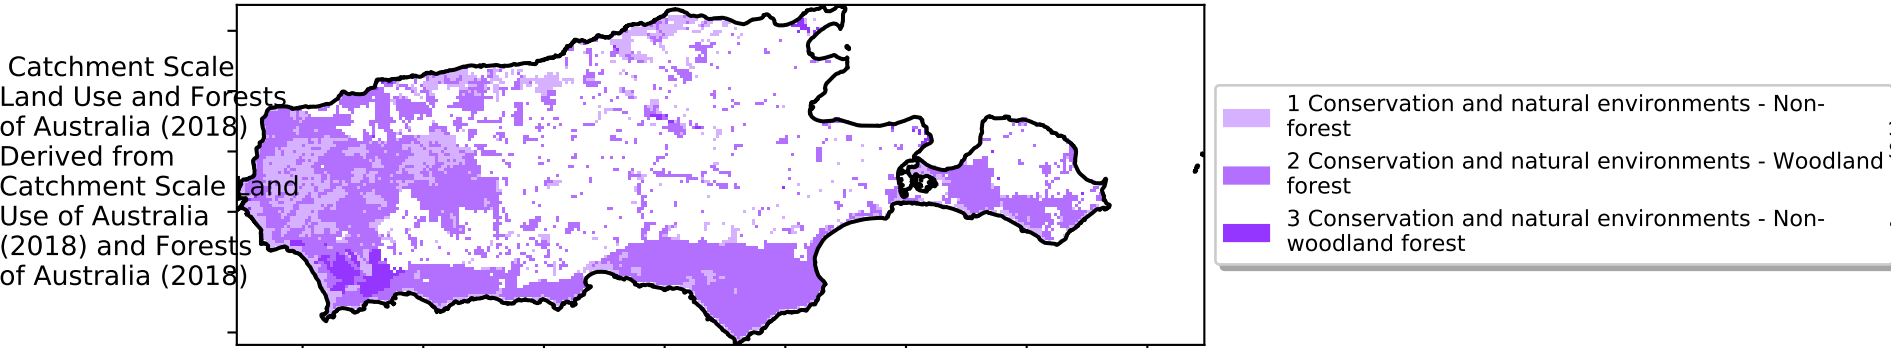 Catchment Scale
Land Use and Forests
of Australia (2018)
Derived from
Catchment Scale Land
Use of Australia
(2018) and Forests
of Australia (2018)
1 Conservation and natural environments - Non-
forest
2 Conservation and natural environments - Woodland
forest
3 Conservation and natural environments - Non-
woodland forest